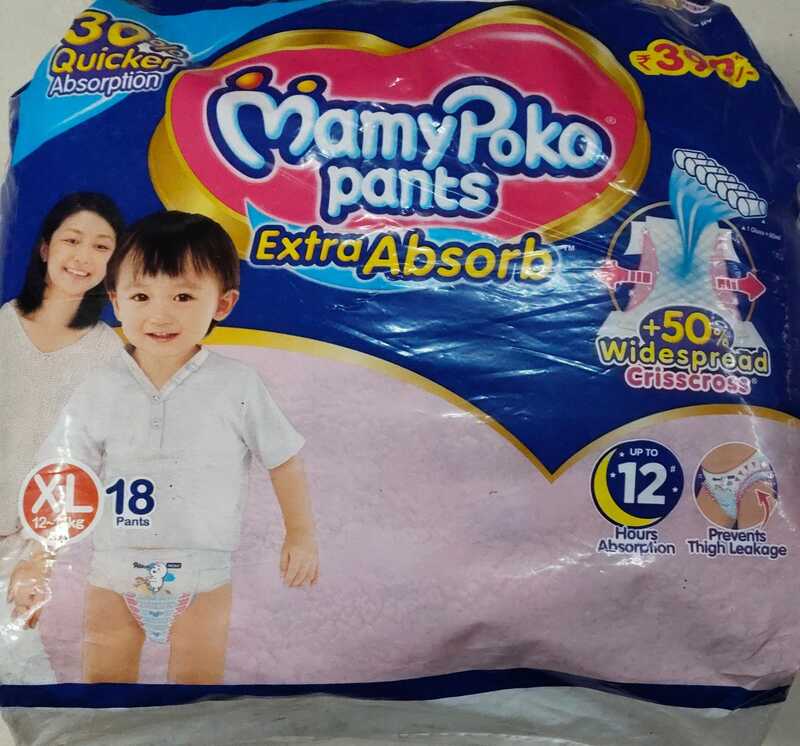 30%
Quicker
Absorption
MamyPoko®
pants
Extra Absorb™
+50%
Widespread
Crisscross®
XL
18
Pants
UP TO
12#
Hours
Absorption
Prevents
Thigh Leakage